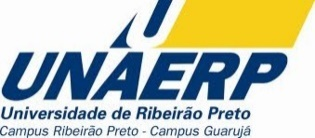 UNAERP
Universidade de Ribeirão Preto
Campus Ribeirão Preto - Campus Guarujá